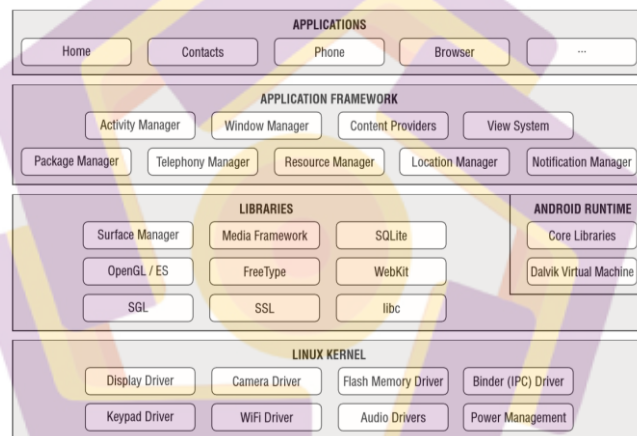 APPLICATIONS
Home Contacts Phone Browser ...
APPLICATION FRAMEWORK
Activity Manager Window Manager Content Providers View System
Package Manager Telephony Manager Resource Manager Location Manager Notification Manager
LIBRARIES ANDROID RUNTIME
Surface Manager Media Framework SQLite Core Libraries
OpenGL / ES FreeType WebKit Dalvik Virtual Machine
SGL SSL libc
LINUX KERNEL
Display Driver Camera Driver Flash Memory Driver Binder (IPC) Driver
Keypad Driver WiFi Driver Audio Drivers Power Management